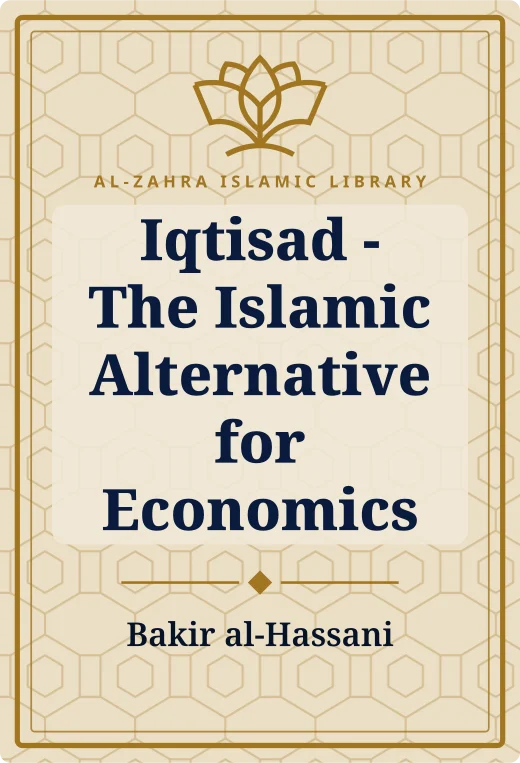 AL-ZAHRA ISLAMIC LIBRARY
Iqtisad -
The Islamic
Alternative
for
Economics
Bakir al-Hassani